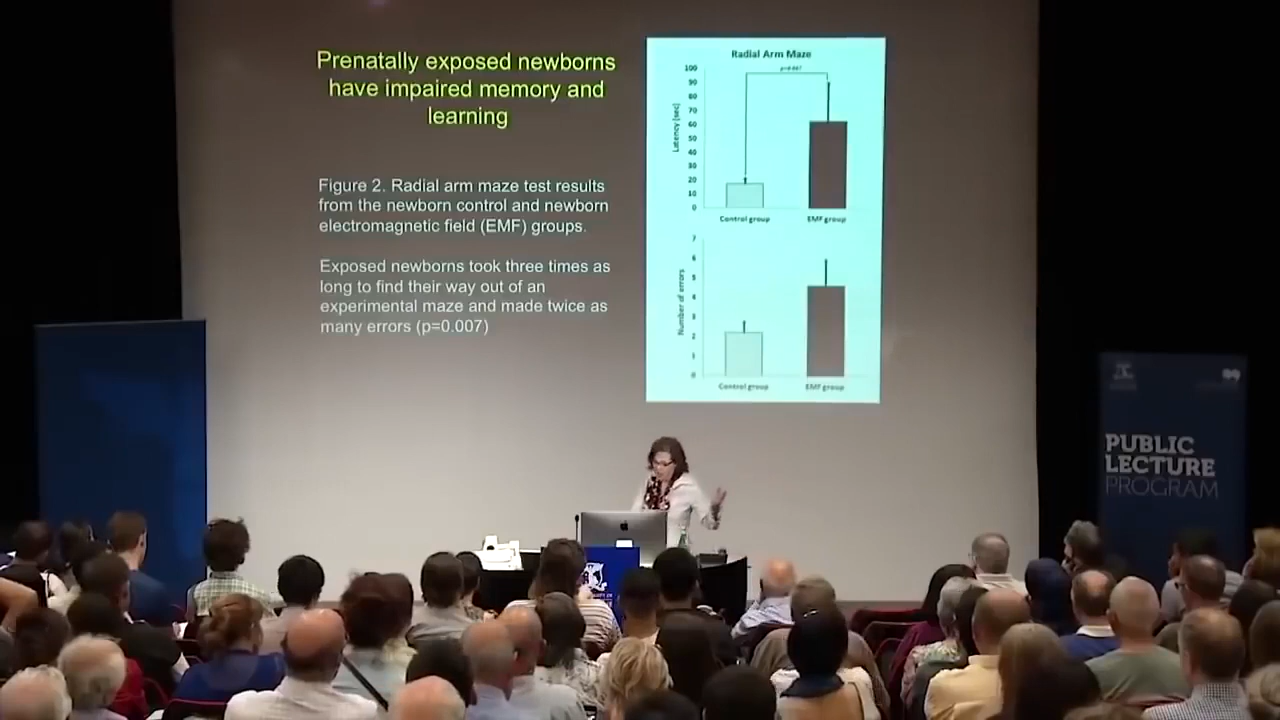 Prenatally exposed newborns
have impaired memory and
learning
Figure 2. Radial arm maze test results
from the newborn control and newborn
electromagnetic field (EMF) groups.
Exposed newborns took three times as
long to find their way out of an
experimental maze and made twice as
many errors (p=0.007)
Radial Arm Maze
Latency [sec]
100
90
80
70
60
50
40
30
20
10
0
Control group
EMF group
Number of errors
7
6
5
4
3
2
1
0
Control group
EMF group
PUBLIC
LECTURE
PROGRAM